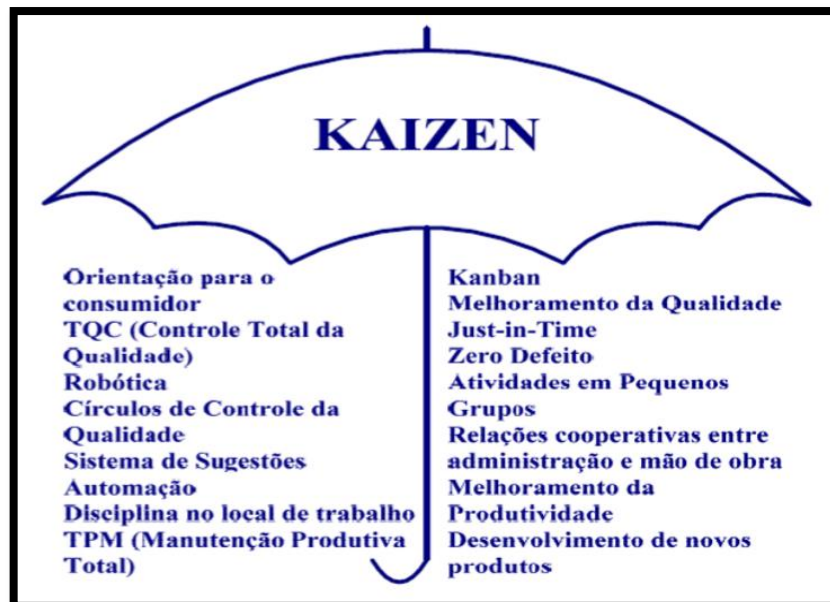 KAIZEN
Orientação para o
consumidor
TQC (Controle Total da
Qualidade)
Robótica
Círculos de Controle da
Qualidade
Sistema de Sugestões
Automação
Disciplina no local de trabalho
TPM (Manutenção Produtiva
Total)
Kanban
Melhoramento da Qualidade
Just-in-Time
Zero Defeito
Atividades em Pequenos
Grupos
Relações cooperativas entre
administração e mão de obra
Melhoramento da
Produtividade
Desenvolvimento de novos
produtos